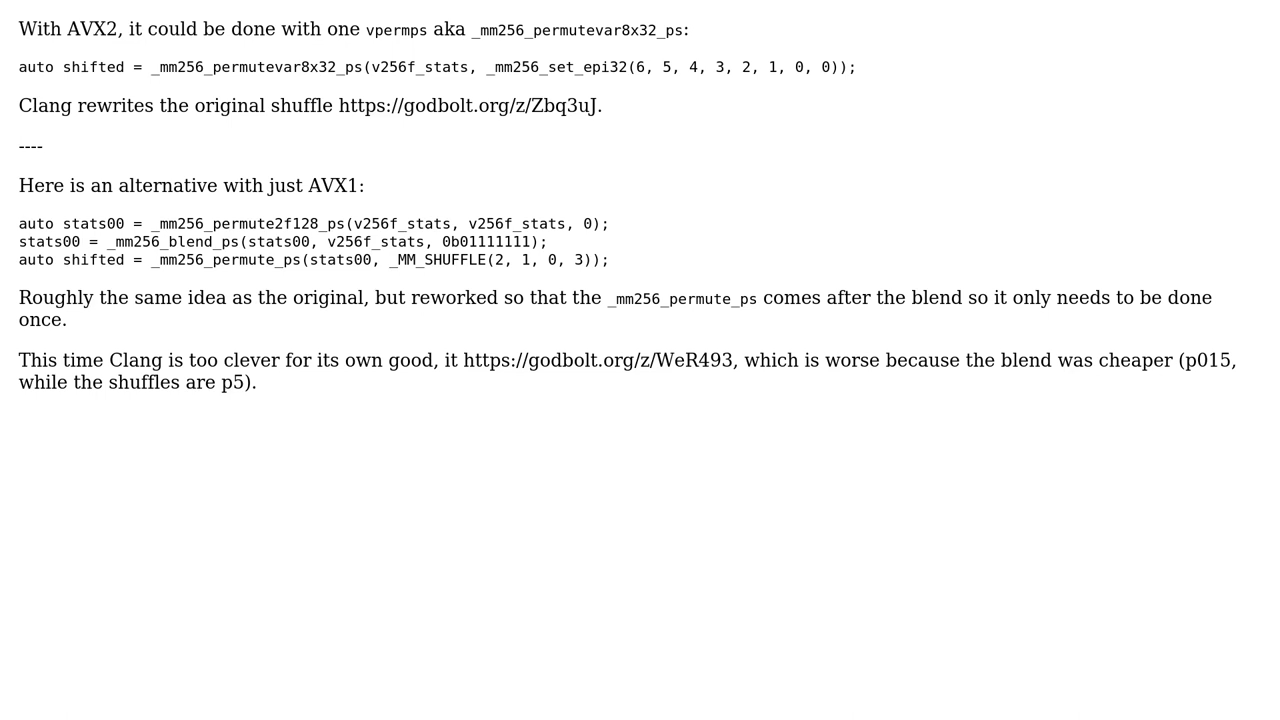 With AVX2, it could be done with one vpermps aka _mm256_permutevar8x32_ps:
auto shifted = _mm256_permutevar8x32_ps(v256f_stats, _mm256_set_epi32(6, 5, 4, 3, 2, 1, 0, 0));
Clang rewrites the original shuffle https://godbolt.org/z/Zbq3uJ.
----
Here is an alternative with just AVX1:
auto stats00 = _mm256_permute2f128_ps(v256f_stats, v256f_stats, 0);
stats00 = _mm256_blend_ps(stats00, v256f_stats, 0b01111111);
auto shifted = _mm256_permute_ps(stats00, _MM_SHUFFLE(2, 1, 0, 3));
Roughly the same idea as the original, but reworked so that the _mm256_permute_ps comes after the blend so it only needs to be done
once.
This time Clang is too clever for its own good, it https://godbolt.org/z/WeR493, which is worse because the blend was cheaper (p015,
while the shuffles are p5).